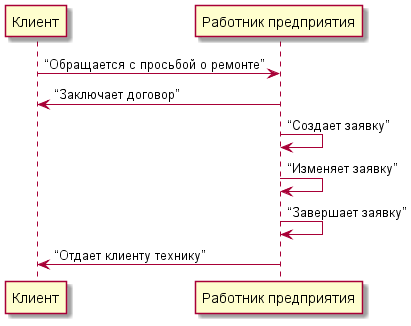 Клиент
Работник предприятия
“Обращается с просьбой о ремонте”
“Заключает договор”
“Создает заявку”
“Изменяет заявку”
“Завершает заявку”
“Отдает клиенту технику”
Клиент
Работник предприятия